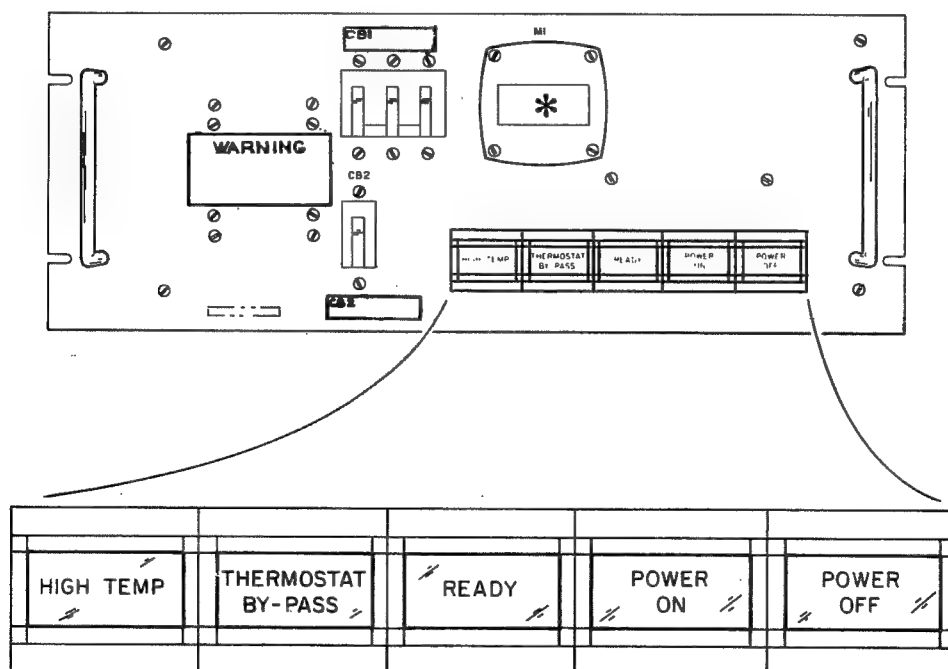 CB1
M1
*
WARNING
CB2
CB2
HIGH TEMP
THERMOSTAT
BY-PASS
READY
POWER
ON
POWER
OFF
HIGH TEMP
THERMOSTAT
BY-PASS
READY
POWER
ON
POWER
OFF